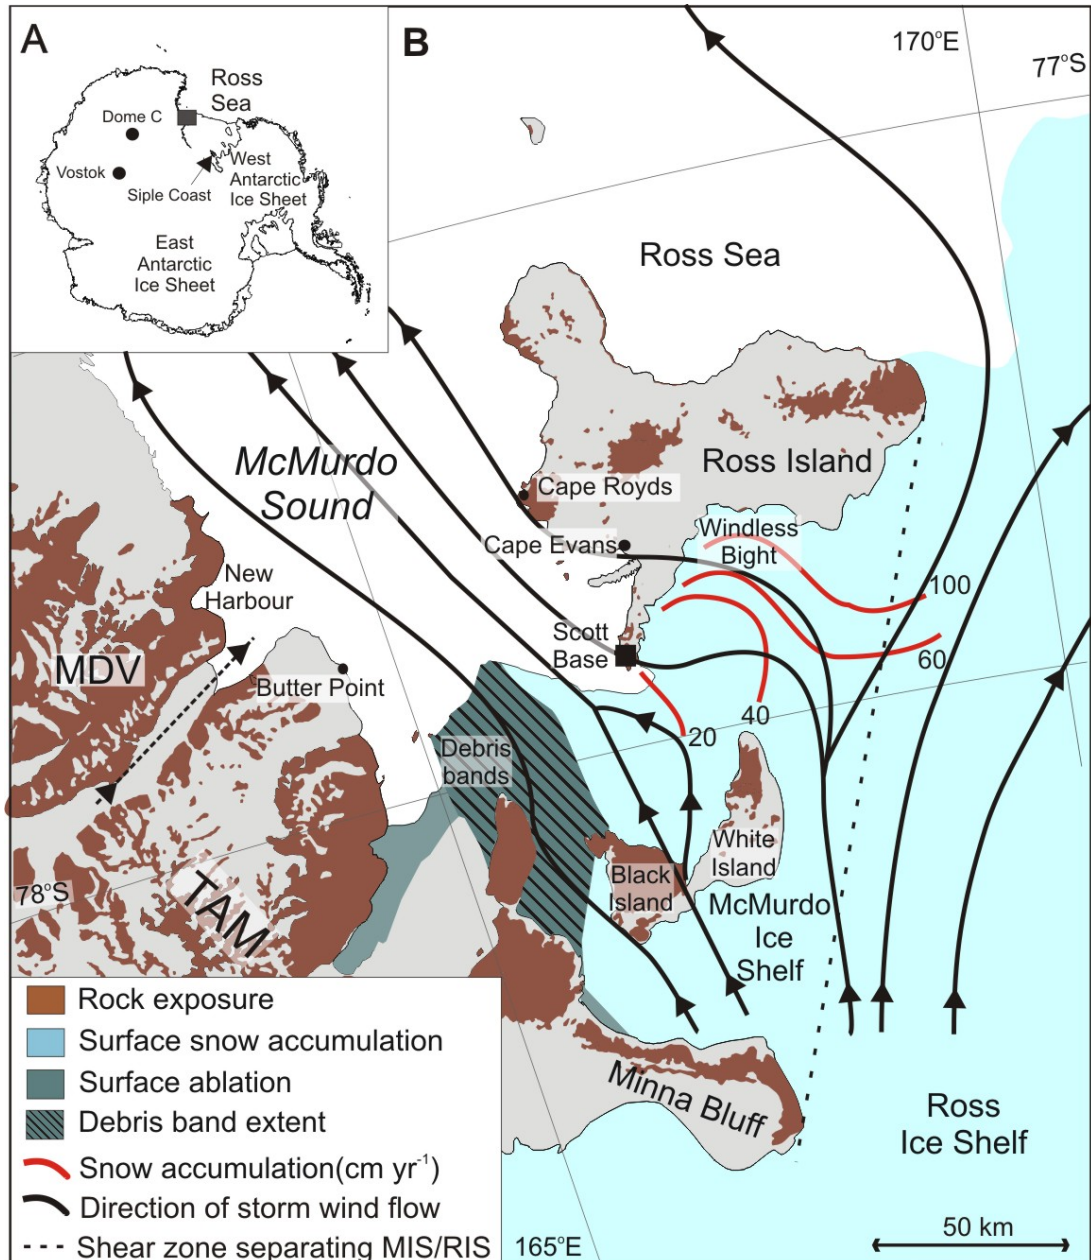 A
Ross
Sea
Dome C
Vostok
Siple Coast
West
Antarctic
Ice Sheet
East
Antarctic
Ice Sheet
B
170°E
77°S
Ross Sea
McMurdo
Sound
Ross Island
Cape Royds
Cape Evans
Windless
Bight
New
Harbour
MDV
Butter Point
Scott
Base
100
60
40
20
Debris
bands
White
Island
Black
Island
McMurdo
Ice
Shelf
78°S
TAM
Minna Bluff
Ross
Ice Shelf
Rock exposure
Surface snow accumulation
Surface ablation
Debris band extent
Snow accumulation(cm yr⁻¹)
Direction of storm wind flow
Shear zone separating MIS/RIS
165°E
50 km